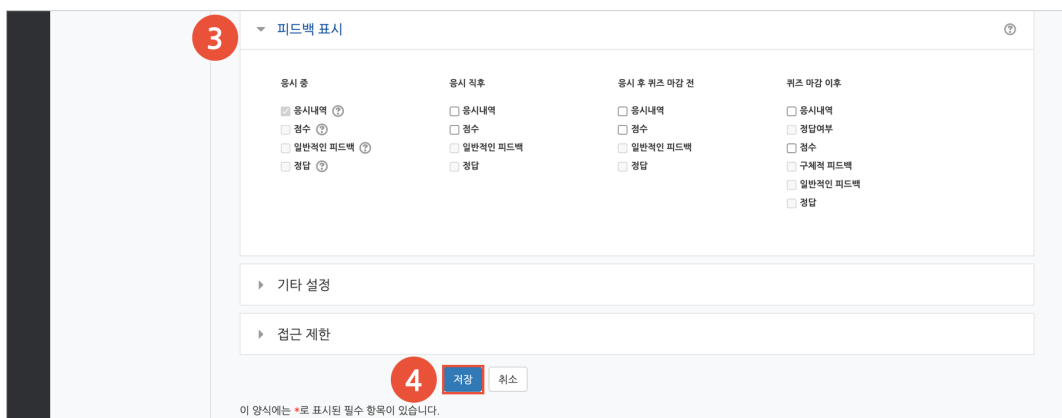 3
피드백 표시
응시 중
응시내역
점수
일반적인 피드백
정답
응시 직후
응시내역
점수
일반적인 피드백
정답
응시 후 퀴즈 마감 전
응시내역
점수
일반적인 피드백
정답
퀴즈 마감 이후
응시내역
정답여부
점수
구체적 피드백
일반적인 피드백
정답
기타 설정
접근 제한
4 저장 취소
이 양식에는 *로 표시된 필수 항목이 있습니다.